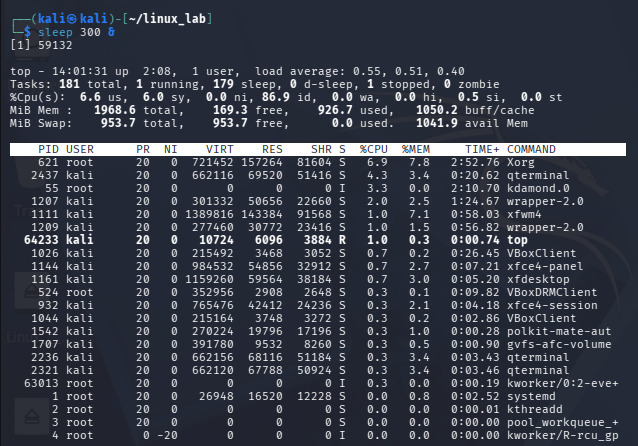 ┌──(kali㉿kali)-[~/linux_lab]
└─$ sleep 300 &
[1] 59132
top - 14:01:31 up  2:08,  1 user,  load average: 0.55, 0.51, 0.40
Tasks: 181 total, 1 running, 179 sleep, 0 d-sleep, 1 stopped, 0 zombie
%Cpu(s):  6.6 us,  6.0 sy,  0.0 ni, 86.9 id,  0.0 wa,  0.0 hi,  0.5 si,  0.0 st
MiB Mem :   1968.6 total,    169.3 free,    926.7 used,   1050.2 buff/cache
MiB Swap:    953.7 total,    953.7 free,      0.0 used.   1041.9 avail Mem
PID USER      PR  NI    VIRT    RES    SHR S  %CPU  %MEM     TIME+ COMMAND
621 root      20   0  721452 157264  81604 S   6.9   7.8   2:52.76 Xorg
2437 kali      20   0  662116  69520  51416 S   4.3   3.4   0:20.62 qterminal
55 root      20   0       0      0      0 I   3.3   0.0   2:10.70 kdamond.0
1207 kali      20   0  301332  50656  22660 S   2.0   2.5   1:24.67 wrapper-2.0
1111 kali      20   0 1389816 143384  91568 S   1.0   7.1   0:58.03 xfwm4
1209 kali      20   0  277460  30772  23416 S   1.0   1.5   0:56.82 wrapper-2.0
64233 kali      20   0   10724   6096   3884 R   1.0   0.3   0:00.74 top
1026 kali      20   0  215492   3468   3052 S   0.7   0.2   0:26.45 VBoxClient
1144 kali      20   0  984532  54856  32912 S   0.7   2.7   0:07.21 xfce4-panel
1161 kali      20   0 1159260  59564  38184 S   0.7   3.0   0:05.20 xfdesktop
524 root      20   0  352956   2908   2648 S   0.3   0.1   0:09.82 VBoxDRMClient
932 kali      20   0  765476  42412  24236 S   0.3   2.1   0:04.18 xfce4-session
1044 kali      20   0  215164   3748   3272 S   0.3   0.2   0:02.86 VBoxClient
1542 kali      20   0  270224  19796  17196 S   0.3   1.0   0:00.28 polkit-mate-aut
1707 kali      20   0  391780   9532   8260 S   0.3   0.5   0:00.90 gvfs-afc-volume
2236 kali      20   0  662156  68116  51184 S   0.3   3.4   0:03.43 qterminal
2321 kali      20   0  662120  67788  50924 S   0.3   3.4   0:03.46 qterminal
63013 root      20   0       0      0      0 I   0.3   0.0   0:00.19 kworker/0:2-eve+
1 root      20   0   26948  16520  12228 S   0.0   0.8   0:02.52 systemd
2 root      20   0       0      0      0 S   0.0   0.0   0:00.01 kthreadd
3 root      20   0       0      0      0 S   0.0   0.0   0:00.00 pool_workqueue_+
4 root       0 -20       0      0      0 I   0.0   0.0   0:00.00 kworker/R-rcu_gp